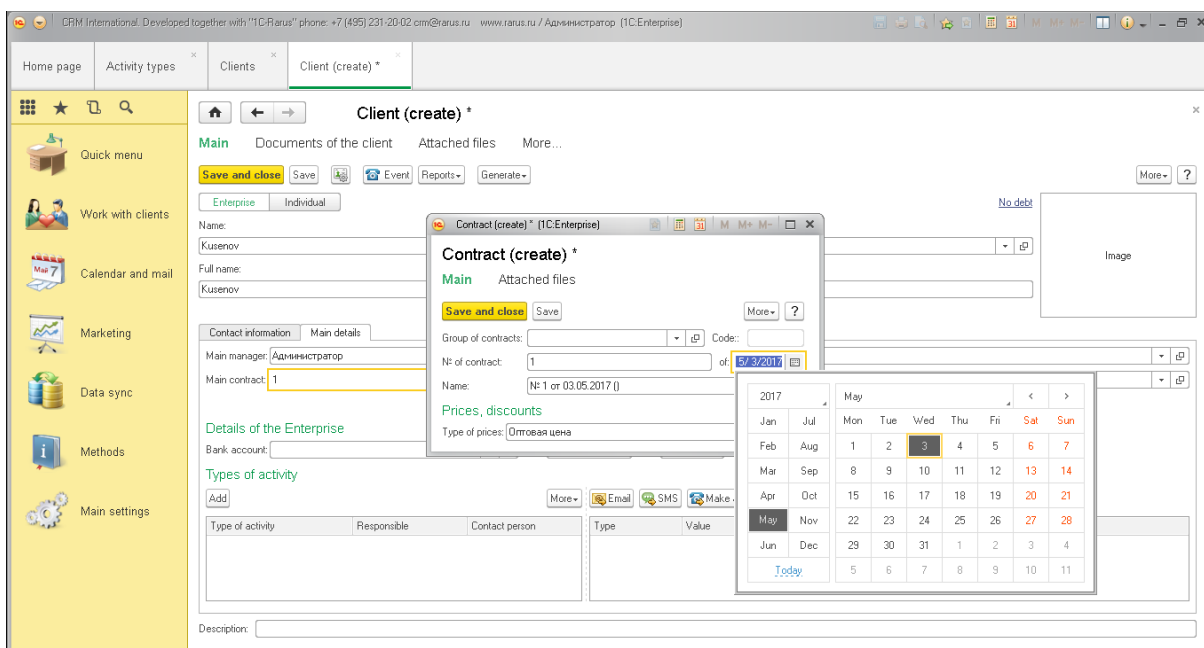 CRM International. Developed together with "1C-Rarus" phone: +7 (495) 231-20-02 crm@rarus.ru www.rarus.ru / Администратор (1C:Enterprise)
M M+ M-
Home page Activity types Clients Client (create) *
Client (create) *
Main Documents of the client Attached files More...
Save and close Save Event Reports Generate More ?
Enterprise Individual No debt
Name:
Kusenov
Image
Full name:
Kusenov
Contact information Main details
Main manager: Администратор
Main contract: 1
Details of the Enterprise
Bank account:
Types of activity
Add More Email SMS Make
Type of activity Responsible Contact person Type Value
Description:
Quick menu
Work with clients
Май 7
Calendar and mail
Marketing
Data sync
Methods
Main settings
Contract (create) * (1C:Enterprise) M M+ M-
Contract (create) *
Main Attached files
Save and close Save More ?
Group of contracts: Code::
№ of contract: 1 of: 5/ 3/2017
Name: № 1 от 03.05.2017 ()
Prices, discounts
Type of prices: Оптовая цена
2017 May
Jan Jul Mon Tue Wed Thu Fri Sat Sun
Feb Aug 1 2 3 4 5 6 7
Mar Sep 8 9 10 11 12 13 14
Apr Oct 15 16 17 18 19 20 21
May Nov 22 23 24 25 26 27 28
Jun Dec 29 30 31 1 2 3 4
Today 5 6 7 8 9 10 11